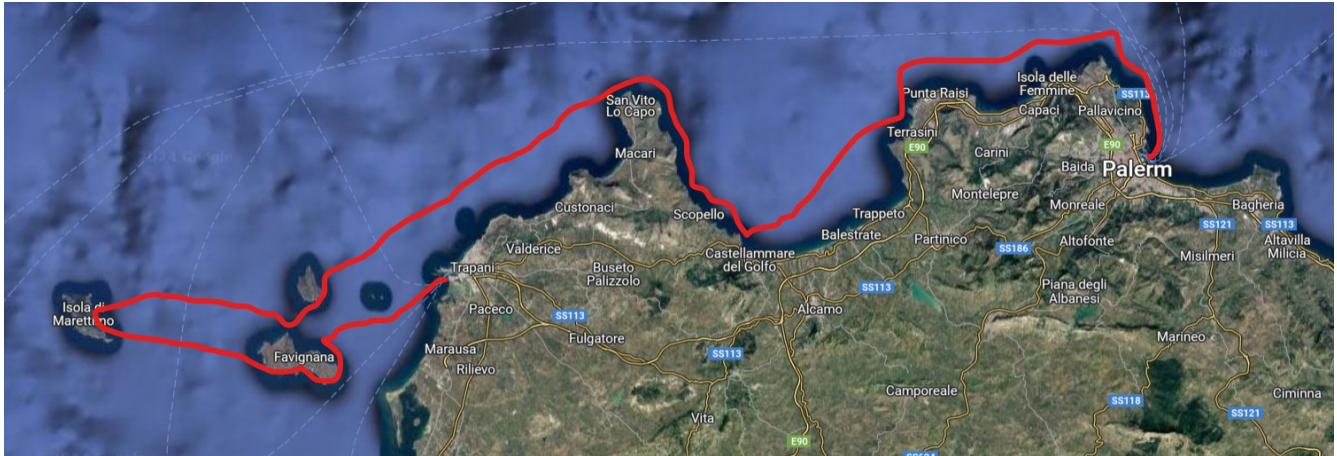 San Vito
Lo Capo
Macari
Custonaci
Scopello
Valderice
Castellammare
del Golfo
Buseto
Palizzolo
Trapani
Paceco
SS113
Fulgatore
Marausa
Rilievo
SS113
Vita
Isola di
Marettimo
Favignana
Punta Raisi
Terrasini
E90
Isola delle
Femmine
Capaci
SS113
Pallavicino
Carini
E90
Baida
Palerm
Montelepre
Monreale
Bagheria
Trappeto
Balestrate
Partinico
SS186
Altofonte
SS121
SS113
Altavilla
Milicia
Misilmeri
SS113
Alcamo
Piana degli
Albanesi
Marineo
Camporeale
SS118
Ciminna
SS121
E90